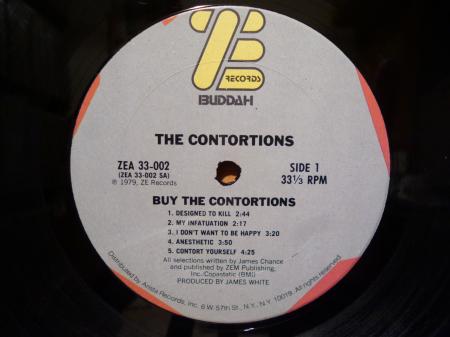 ZE
RECORDS
BUDDAH
THE CONTORTIONS
ZEA 33-002
(ZEA 33-002 SA)
℗ 1979, ZE Records
SIDE 1
33⅓ RPM
BUY THE CONTORTIONS
1. DESIGNED TO KILL 2:44
2. MY INFATUATION 2:17
3. I DON'T WANT TO BE HAPPY 3:20
4. ANESTHETIC 3:50
5. CONTORT YOURSELF 4:25
All selections written by James Chance
and published by ZEM Publishing,
Inc.-Copastatic (BMI)
PRODUCED BY JAMES WHITE
Distributed by Arista Records, Inc. 6 W. 57th St., N.Y., N.Y. 10019. All Rights Reserved.